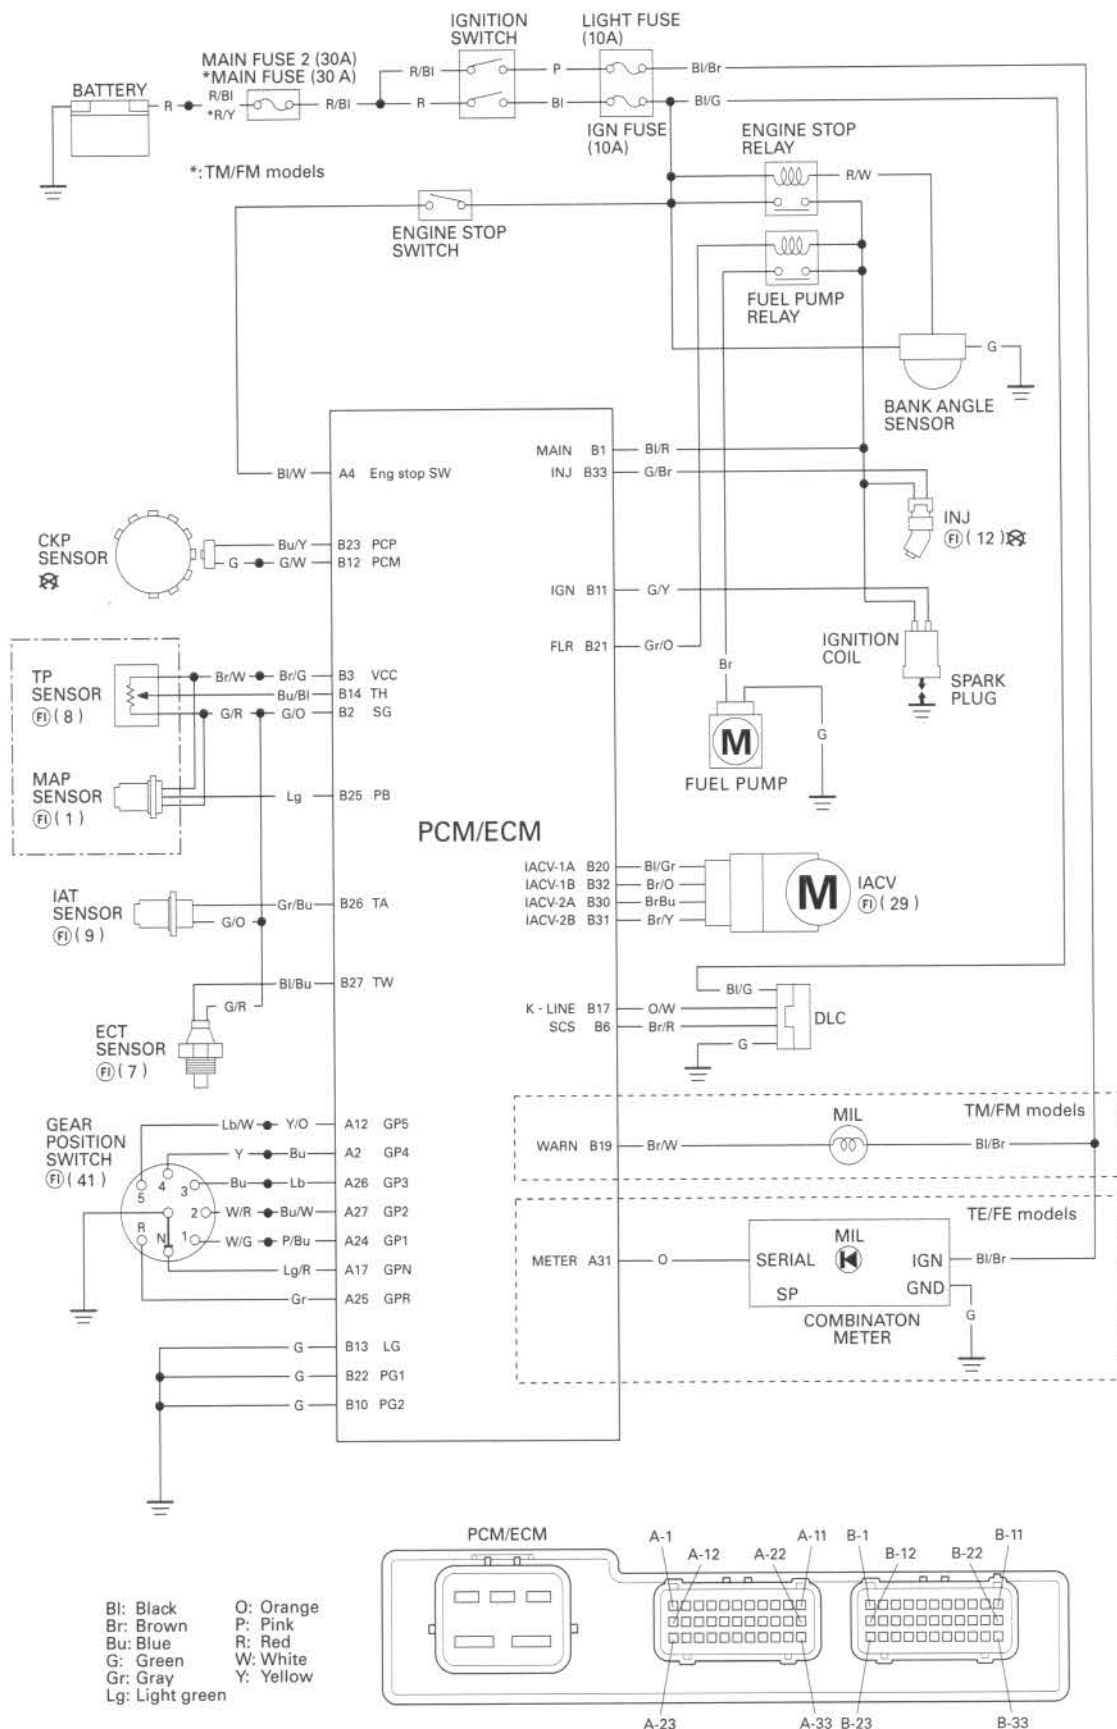 IGNITION
SWITCH
LIGHT FUSE
(10A)
MAIN FUSE 2 (30A)
*MAIN FUSE (30 A)
R/Bl
P
Bl/Br
BATTERY
R
R/Bl
*R/Y
R/Bl
R
Bl
Bl/G
IGN FUSE
(10A)
ENGINE STOP
RELAY
*: TM/FM models
R/W
ENGINE STOP
SWITCH
FUEL PUMP
RELAY
G
BANK ANGLE
SENSOR
MAIN B1 Bl/R
Bl/W A4 Eng stop SW
INJ B33 G/Br
CKP
SENSOR
INJ
FI (12)
Bu/Y B23 PCP
G G/W B12 PCM
IGN B11 G/Y
IGNITION
COIL
FLR B21 Gr/O
SPARK
PLUG
Br
TP
SENSOR
FI (8)
Br/W Br/G B3 VCC
Bu/Bl B14 TH
G/R G/O B2 SG
M
G
FUEL PUMP
MAP
SENSOR
FI (1)
Lg B25 PB
PCM/ECM
IACV-1A B20 Bl/Gr
IACV-1B B32 Br/O
IACV-2A B30 BrBu
IACV-2B B31 Br/Y
M
IACV
FI (29)
IAT
SENSOR
FI (9)
Gr/Bu B26 TA
G/O
Bl/Bu B27 TW
G/R
ECT
SENSOR
FI (7)
Bl/G
K - LINE B17 O/W
SCS B6 Br/R
G
DLC
TM/FM models
MIL
WARN B19 Br/W
Bl/Br
GEAR
POSITION
SWITCH
FI (41)
5
4
3
2
1
N
R
Lb/W Y/O A12 GP5
Y Bu A2 GP4
Bu Lb A26 GP3
W/R Bu/W A27 GP2
W/G P/Bu A24 GP1
Lg/R A17 GPN
Gr A25 GPR
TE/FE models
METER A31 O
SERIAL
MIL
IGN
Bl/Br
SP
GND
G
COMBINATON
METER
G B13 LG
G B22 PG1
G B10 PG2
PCM/ECM
A-1
A-11
B-1
B-11
A-12
A-22
B-12
B-22
A-23
A-33
B-23
B-33
Bl: Black
Br: Brown
Bu: Blue
G: Green
Gr: Gray
Lg: Light green
O: Orange
P: Pink
R: Red
W: White
Y: Yellow